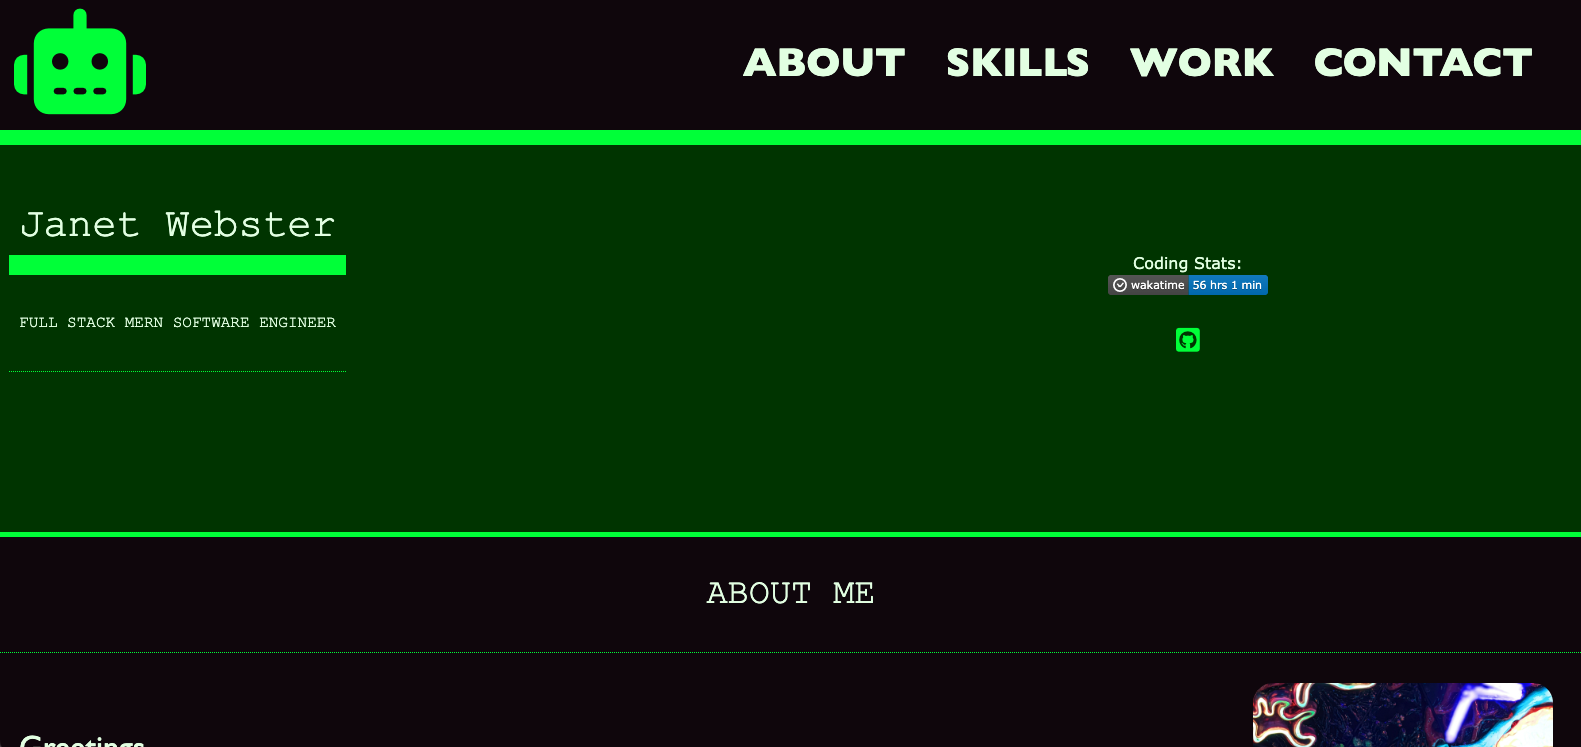 ABOUT SKILLS WORK CONTACT
Janet Webster
FULL STACK MERN SOFTWARE ENGINEER
Coding Stats:
wakatime 56 hrs 1 min
ABOUT ME
Greetings